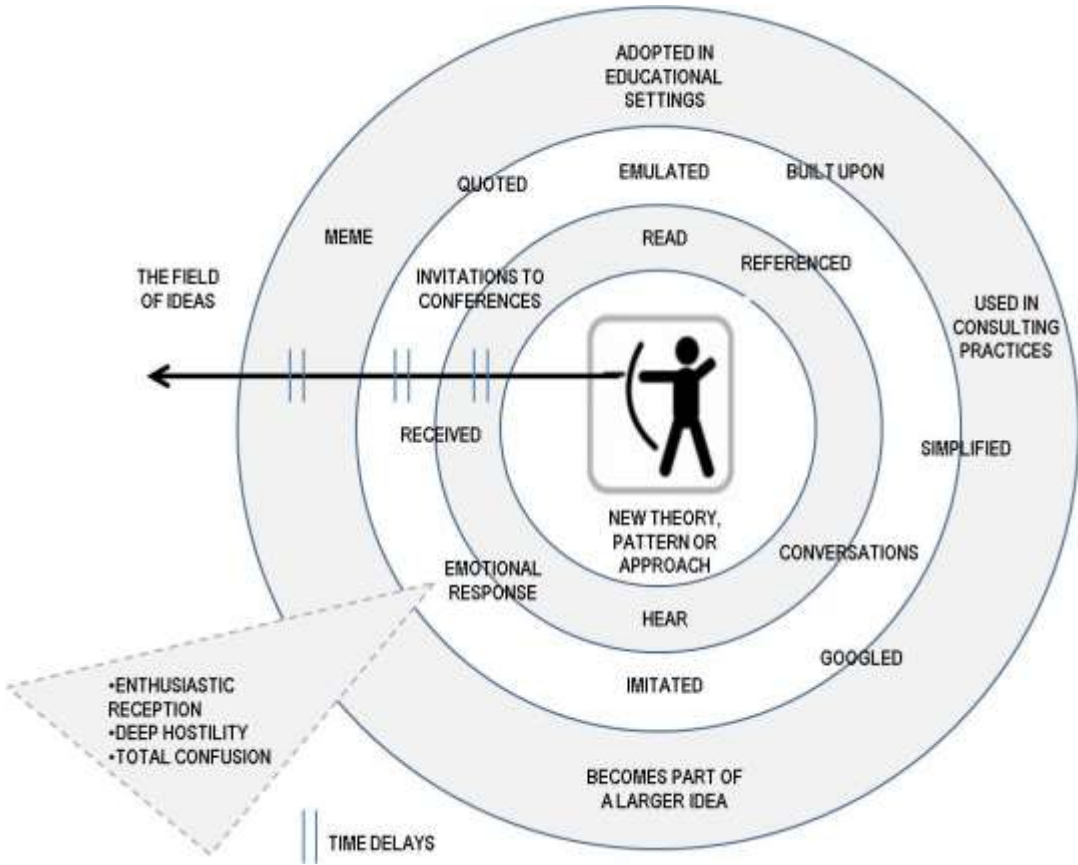 ADOPTED IN
EDUCATIONAL
SETTINGS
QUOTED
EMULATED
BUILT UPON
MEME
READ
REFERENCED
THE FIELD
OF IDEAS
INVITATIONS TO
CONFERENCES
USED IN
CONSULTING
PRACTICES
RECEIVED
SIMPLIFIED
NEW THEORY,
PATTERN OR
APPROACH
CONVERSATIONS
EMOTIONAL
RESPONSE
HEAR
GOOGLED
IMITATED
•ENTHUSIASTIC
RECEPTION
•DEEP HOSTILITY
•TOTAL CONFUSION
BECOMES PART OF
A LARGER IDEA
TIME DELAYS